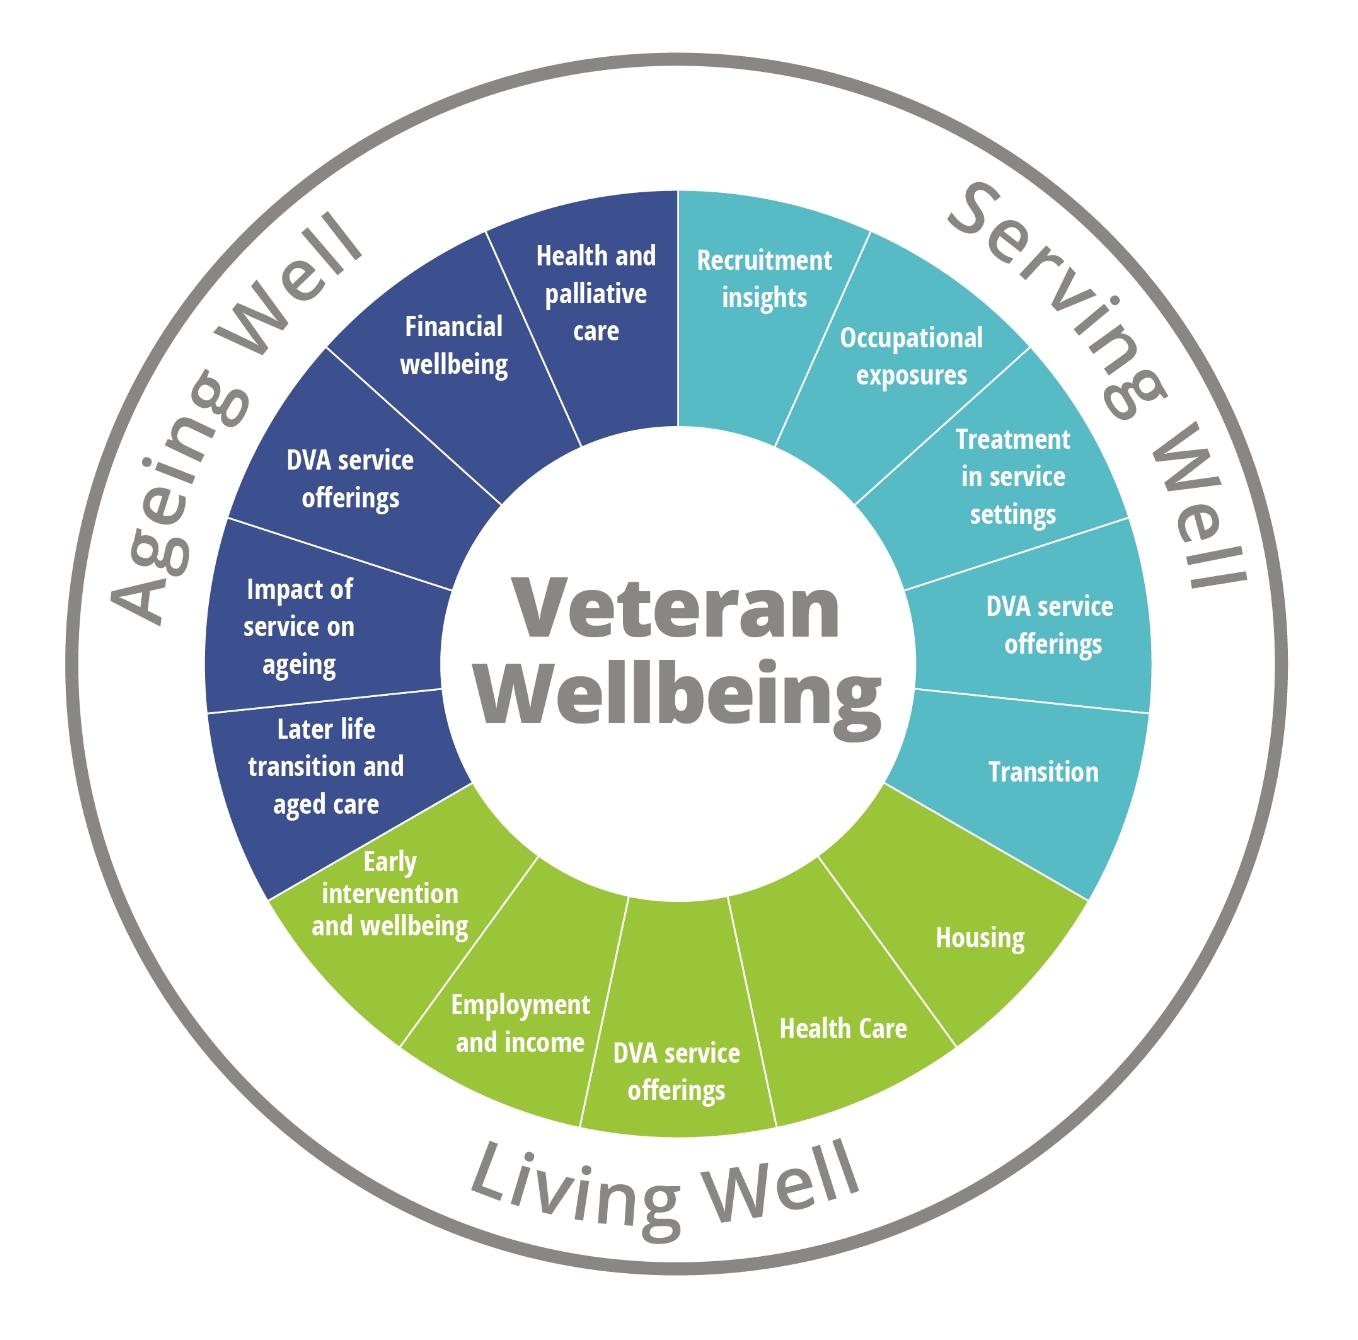 Serving Well
Recruitment
insights
Occupational
exposures
Treatment
in service
settings
DVA service
offerings
Transition
Living Well
Housing
Health Care
DVA service
offerings
Employment
and income
Early
intervention
and wellbeing
Ageing Well
Later life
transition and
aged care
Impact of
service on
ageing
DVA service
offerings
Financial
wellbeing
Health and
palliative
care
Veteran
Wellbeing